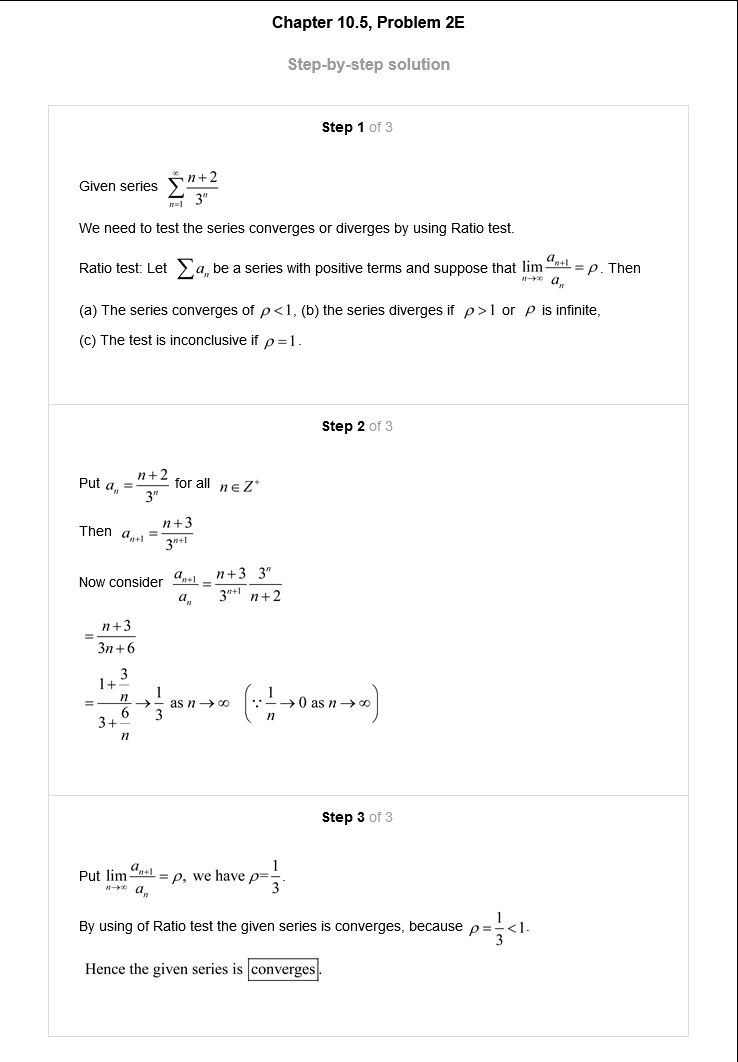 Chapter 10.5, Problem 2E
Step-by-step solution
Step 1 of 3
Given series $\sum_{n=1}^{\infty} \frac{n+2}{3^n}$
We need to test the series converges or diverges by using Ratio test.
Ratio test: Let $\sum a_n$ be a series with positive terms and suppose that $\lim_{n \to \infty} \frac{a_{n+1}}{a_n} = \rho$. Then
(a) The series converges of $\rho < 1$, (b) the series diverges if $\rho > 1$ or $\rho$ is infinite,
(c) The test is inconclusive if $\rho = 1$.
Step 2 of 3
Put $a_n = \frac{n+2}{3^n}$ for all $n \in Z^+$
Then $a_{n+1} = \frac{n+3}{3^{n+1}}$
Now consider $\frac{a_{n+1}}{a_n} = \frac{n+3}{3^{n+1}} \frac{3^n}{n+2}$
$= \frac{n+3}{3n+6}$
$= \frac{1+\frac{3}{n}}{3+\frac{6}{n}} \to \frac{1}{3}$ as $n \to \infty$ $\left( \because \frac{1}{n} \to 0 \text{ as } n \to \infty \right)$
Step 3 of 3
Put $\lim_{n \to \infty} \frac{a_{n+1}}{a_n} = \rho$, we have $\rho = \frac{1}{3}$.
By using of Ratio test the given series is converges, because $\rho = \frac{1}{3} < 1$.
Hence the given series is converges.